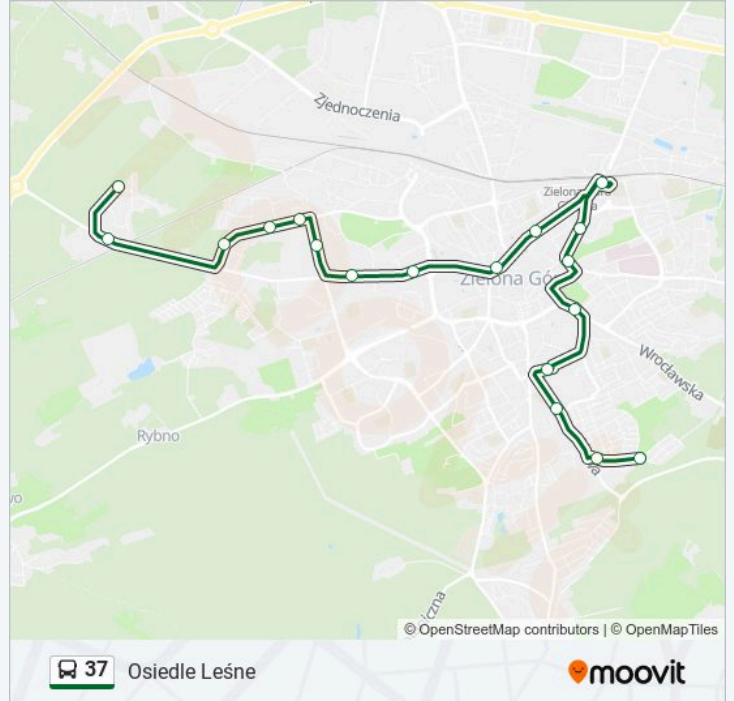 Zjednoczenia
Zielona Góra
Wrocławska
Rybno
© OpenStreetMap contributors | © OpenMapTiles
37 Osiedle Leśne
moovit